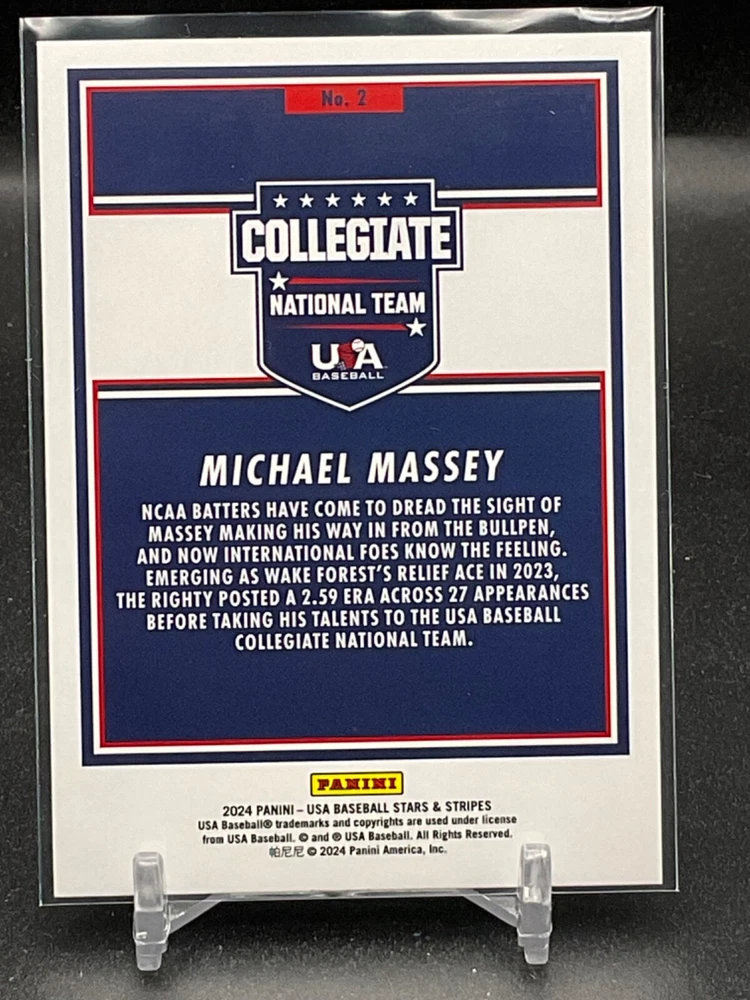 No. 2
COLLEGIATE
NATIONAL TEAM
USA
BASEBALL
MICHAEL MASSEY
NCAA BATTERS HAVE COME TO DREAD THE SIGHT OF
MASSEY MAKING HIS WAY IN FROM THE BULLPEN,
AND NOW INTERNATIONAL FOES KNOW THE FEELING.
EMERGING AS WAKE FOREST'S RELIEF ACE IN 2023,
THE RIGHTY POSTED A 2.59 ERA ACROSS 27 APPEARANCES
BEFORE TAKING HIS TALENTS TO THE USA BASEBALL
COLLEGIATE NATIONAL TEAM.
PANINI
2024 PANINI – USA BASEBALL STARS & STRIPES
USA Baseball® trademarks and copyrights are used under license
from USA Baseball. © and ® USA Baseball. All Rights Reserved.
帕尼尼 © 2024 Panini America, Inc.